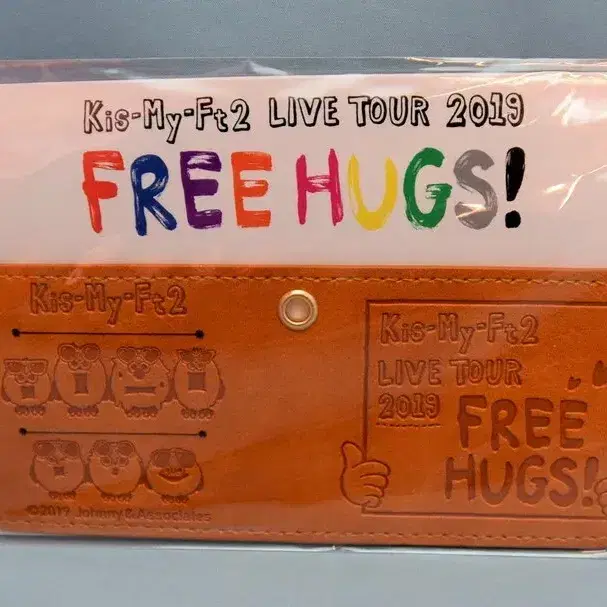 Kis-My-Ft2 LIVE TOUR 2019
FREE HUGS!
Kis-My-Ft2
©2019 Johnny & Associates
Kis-My-Ft2
LIVE TOUR
2019
FREE
HUGS!